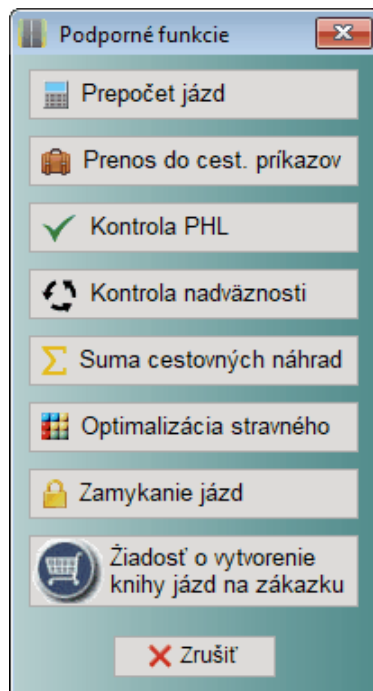 Podporné funkcie
Prepočet jázd
Prenos do cest. príkazov
Kontrola PHL
Kontrola nadväznosti
Suma cestovných náhrad
Optimalizácia stravného
Zamykanie jázd
Žiadosť o vytvorenie
knihy jázd na zákazku
Zrušiť